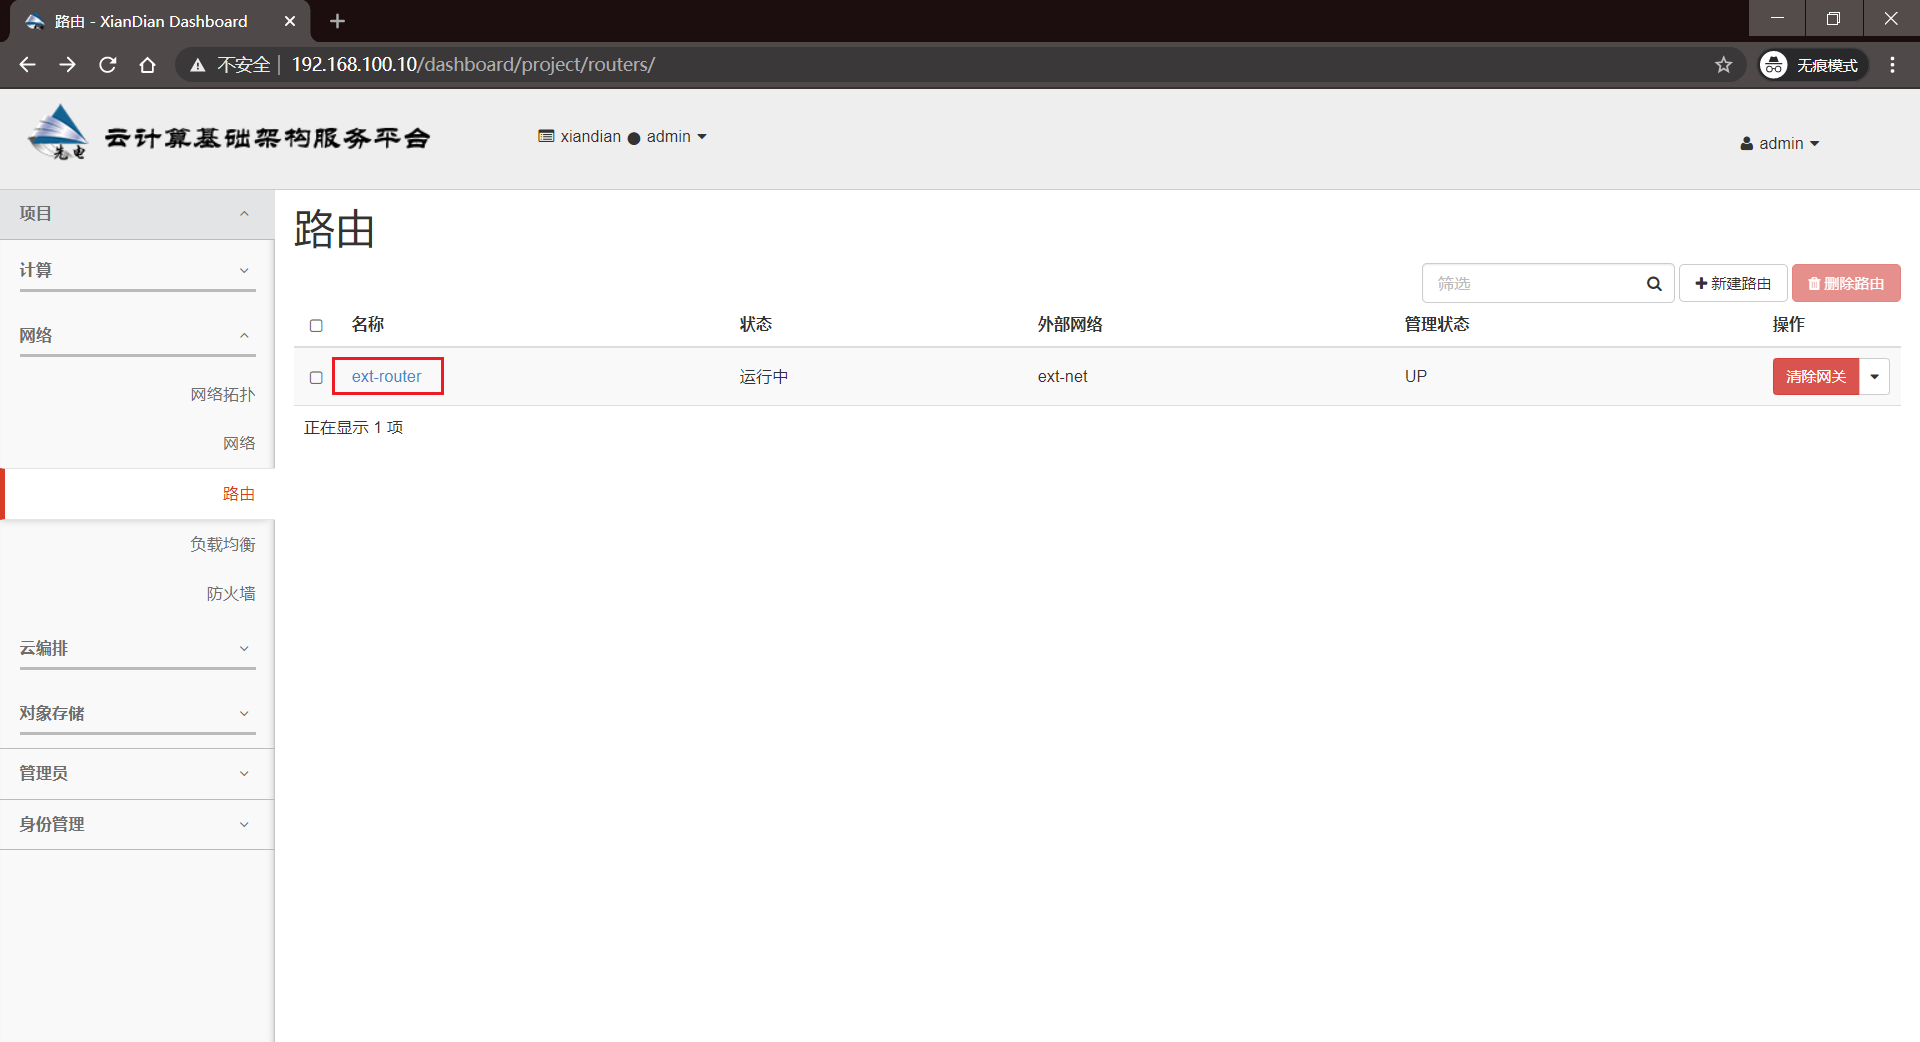 路由 - XianDian Dashboard
不安全 | 192.168.100.10/dashboard/project/routers/
无痕模式
先电 云计算基础架构服务平台
xiandian ● admin
admin
项目
计算
网络
网络拓扑
网络
路由
负载均衡
防火墙
云编排
对象存储
管理员
身份管理
路由
筛选
新建路由
删除路由
名称 状态 外部网络 管理状态 操作
ext-router 运行中 ext-net UP 清除网关
正在显示 1 项